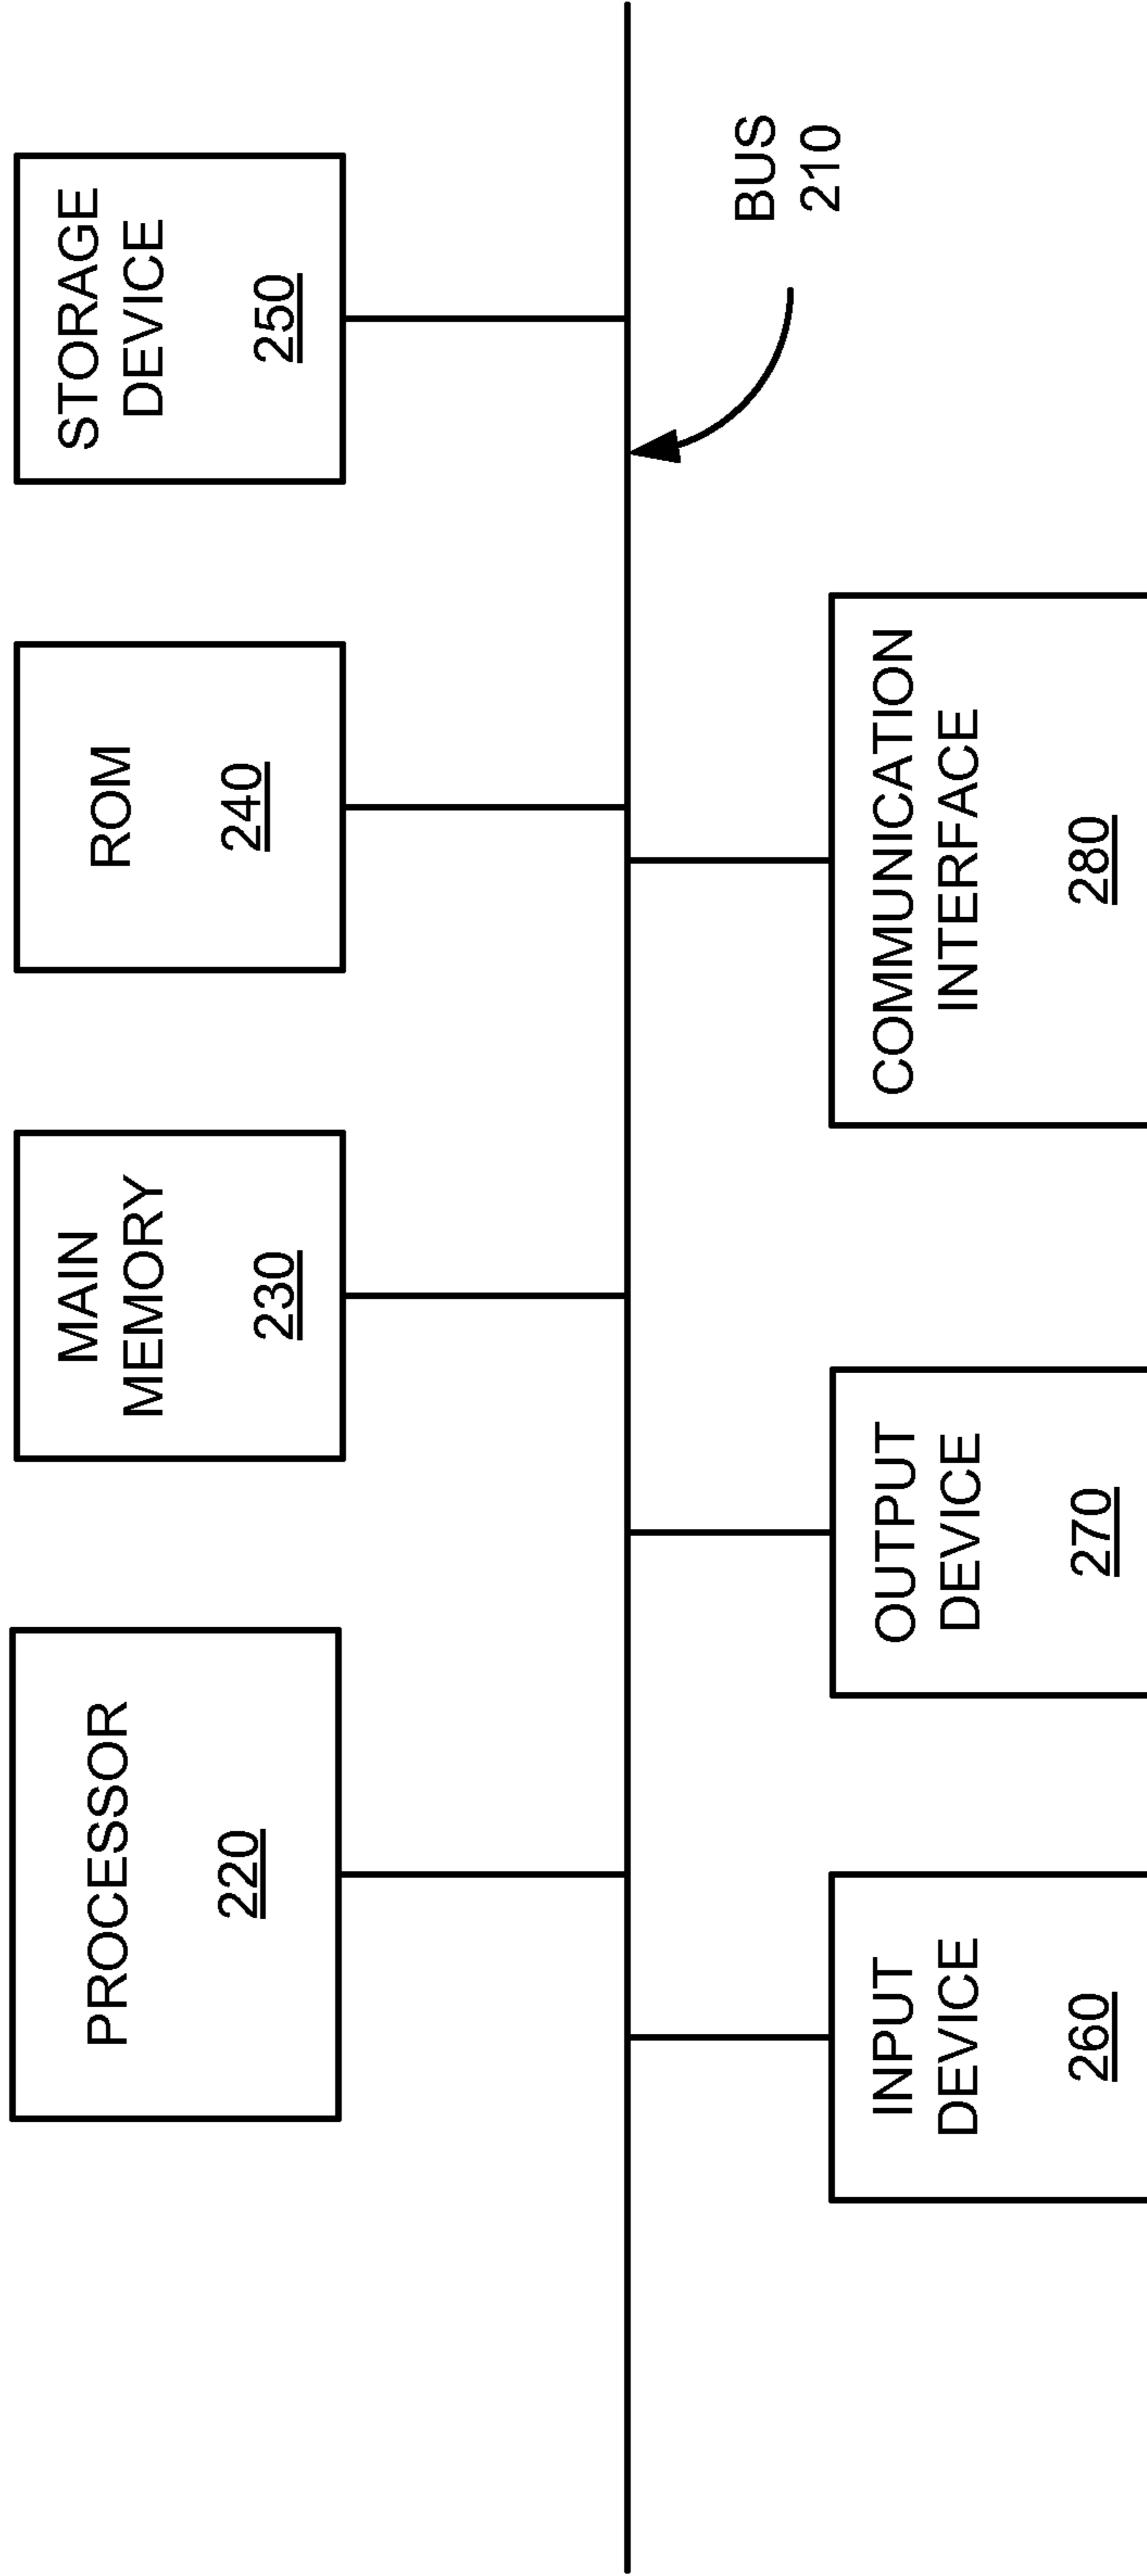 PROCESSOR
220
MAIN
MEMORY
230
ROM
240
STORAGE
DEVICE
250
BUS
210
INPUT
DEVICE
260
OUTPUT
DEVICE
270
COMMUNICATION
INTERFACE
280